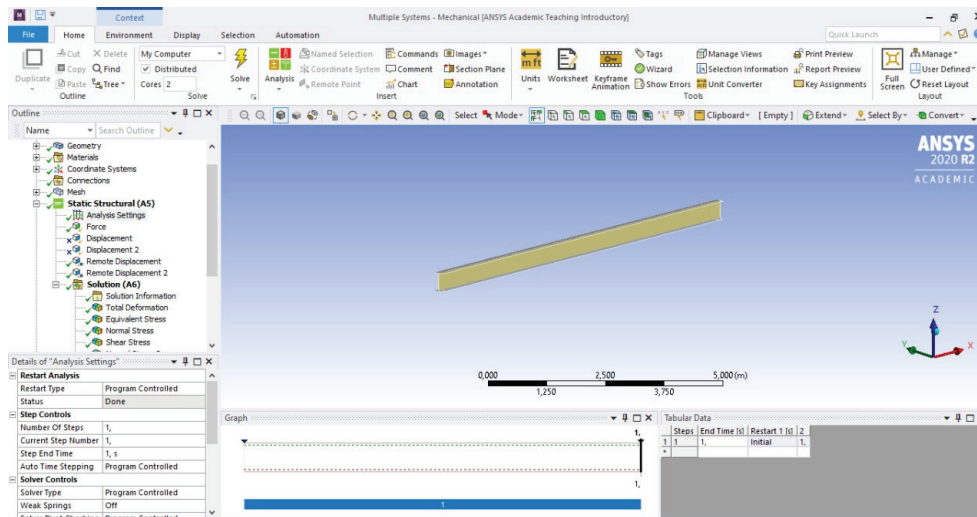 Context
Multiple Systems - Mechanical [ANSYS Academic Teaching Introductory]
File Home Environment Display Selection Automation
Quick Launch
Duplicate
Cut
Copy
Paste
Delete
Find
Tree
Outline
My Computer
Distributed
Cores 2
Solve
Solve
Analysis
Named Selection
Coordinate System
Remote Point
Commands
Comment
Chart
Images
Section Plane
Annotation
Insert
Units
Worksheet
Keyframe
Animation
Tags
Wizard
Show Errors
Manage Views
Selection Information
Unit Converter
Print Preview
Report Preview
Key Assignments
Tools
Full
Screen
Manage
User Defined
Reset Layout
Layout
Outline
Name Search Outline
Select Mode Clipboard [ Empty ] Extend Select By Convert
Geometry
Materials
Coordinate Systems
Connections
Mesh
Static Structural (A5)
Analysis Settings
Force
Displacement
Displacement 2
Remote Displacement
Remote Displacement 2
Solution (A6)
Solution Information
Total Deformation
Equivalent Stress
Normal Stress
Shear Stress
ANSYS
2020 R2
ACADEMIC
Z
Y
X
0,000 2,500 5,000 (m)
1,250 3,750
Details of "Analysis Settings"
Restart Analysis
Restart Type Program Controlled
Status Done
Step Controls
Number Of Steps 1,
Current Step Number 1,
Step End Time 1, s
Auto Time Stepping Program Controlled
Solver Controls
Solver Type Program Controlled
Weak Springs Off
Graph
1,
1,
1
Tabular Data
Steps End Time [s] Restart 1 [s] 2
1 1 1, Initial 1,
*